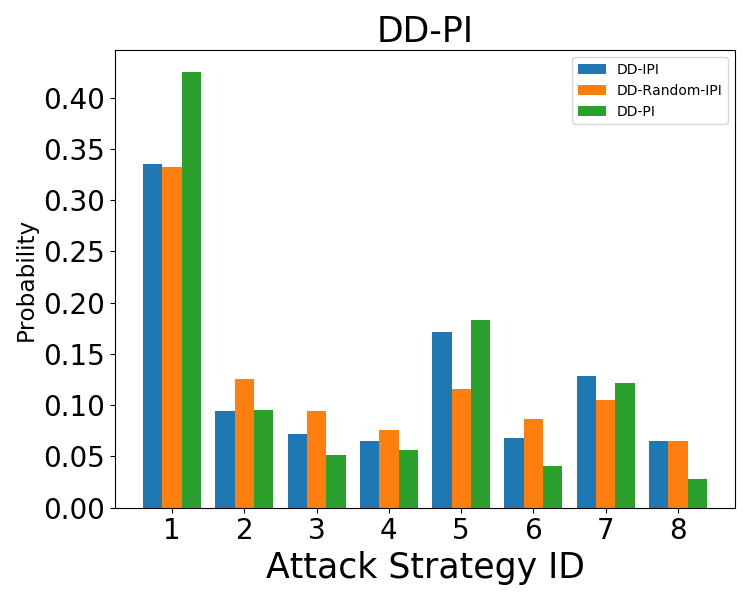 DD-PI
DD-IPI
DD-Random-IPI
DD-PI
0.40
0.35
0.30
0.25
0.20
0.15
0.10
0.05
0.00
Probability
1 2 3 4 5 6 7 8
Attack Strategy ID